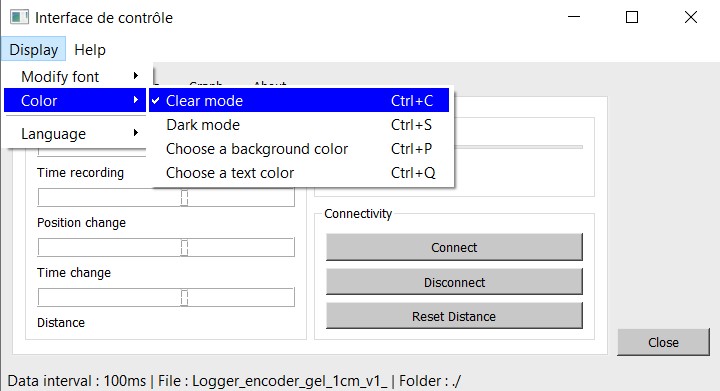 Interface de contrôle
Display Help
Modify font
Color
Language
Clear mode Ctrl+C
Dark mode Ctrl+S
Choose a background color Ctrl+P
Choose a text color Ctrl+Q
Time recording
Position change
Time change
Distance
Connectivity
Connect
Disconnect
Reset Distance
Close
Data interval : 100ms | File : Logger_encoder_gel_1cm_v1_ | Folder : ./